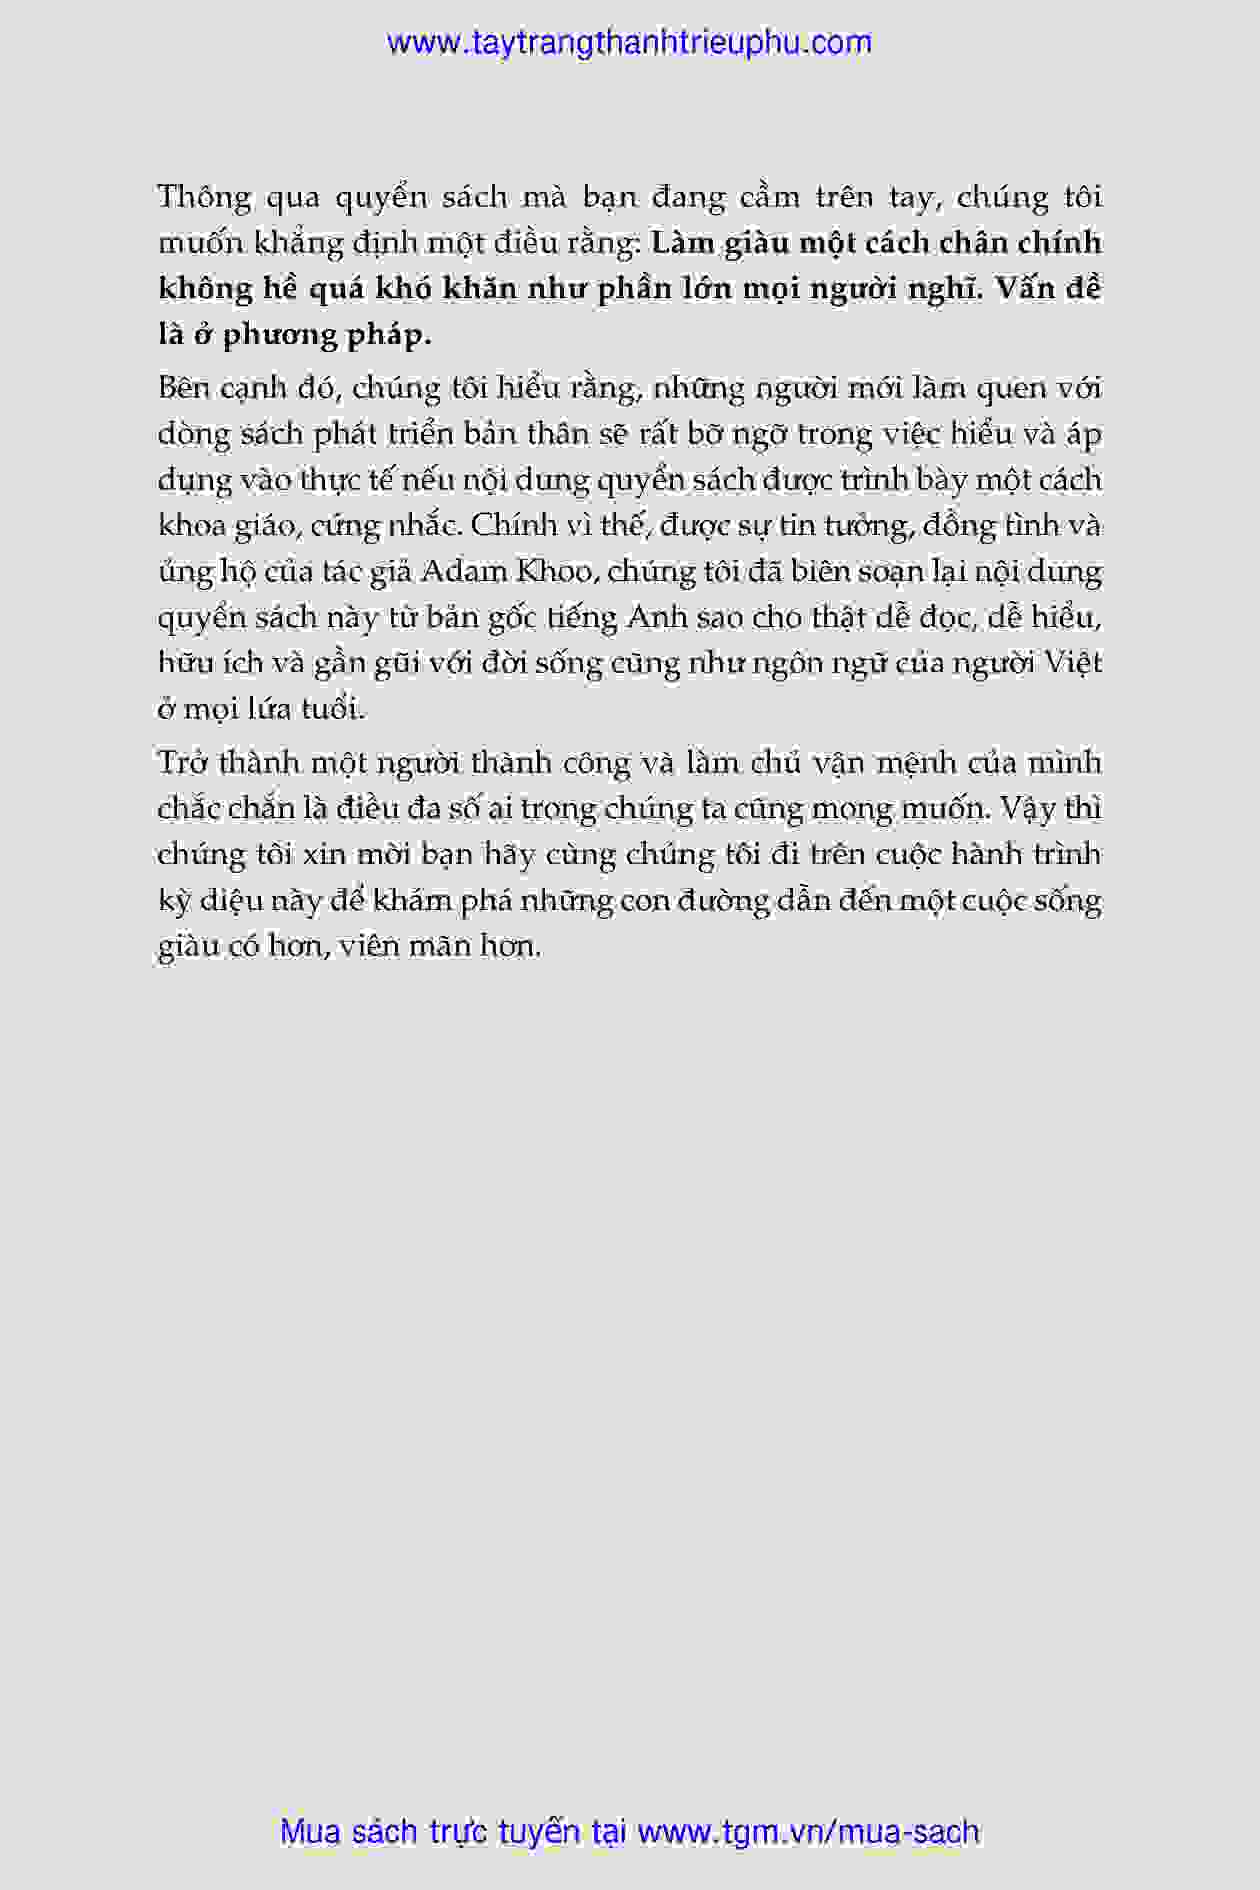 www.taytrangthanhtrieuphu.com
Thông qua quyển sách mà bạn đang cầm trên tay, chúng tôi
muốn khẳng định một điều rằng: Làm giàu một cách chân chính
không hề quá khó khăn như phần lớn mọi người nghĩ. Vấn đề
là ở phương pháp.
Bên cạnh đó, chúng tôi hiểu rằng, những người mới làm quen với
dòng sách phát triển bản thân sẽ rất bỡ ngỡ trong việc hiểu và áp
dụng vào thực tế nếu nội dung quyển sách được trình bày một cách
khoa giáo, cứng nhắc. Chính vì thế, được sự tin tưởng, đồng tình và
ủng hộ của tác giả Adam Khoo, chúng tôi đã biên soạn lại nội dung
quyển sách này từ bản gốc tiếng Anh sao cho thật dễ đọc, dễ hiểu,
hữu ích và gần gũi với đời sống cũng như ngôn ngữ của người Việt
ở mọi lứa tuổi.
Trở thành một người thành công và làm chủ vận mệnh của mình
chắc chắn là điều đa số ai trong chúng ta cũng mong muốn. Vậy thì
chúng tôi xin mời bạn hãy cùng chúng tôi đi trên cuộc hành trình
kỳ diệu này để khám phá những con đường dẫn đến một cuộc sống
giàu có hơn, viên mãn hơn.
Mua sách trực tuyến tại www.tgm.vn/mua-sach